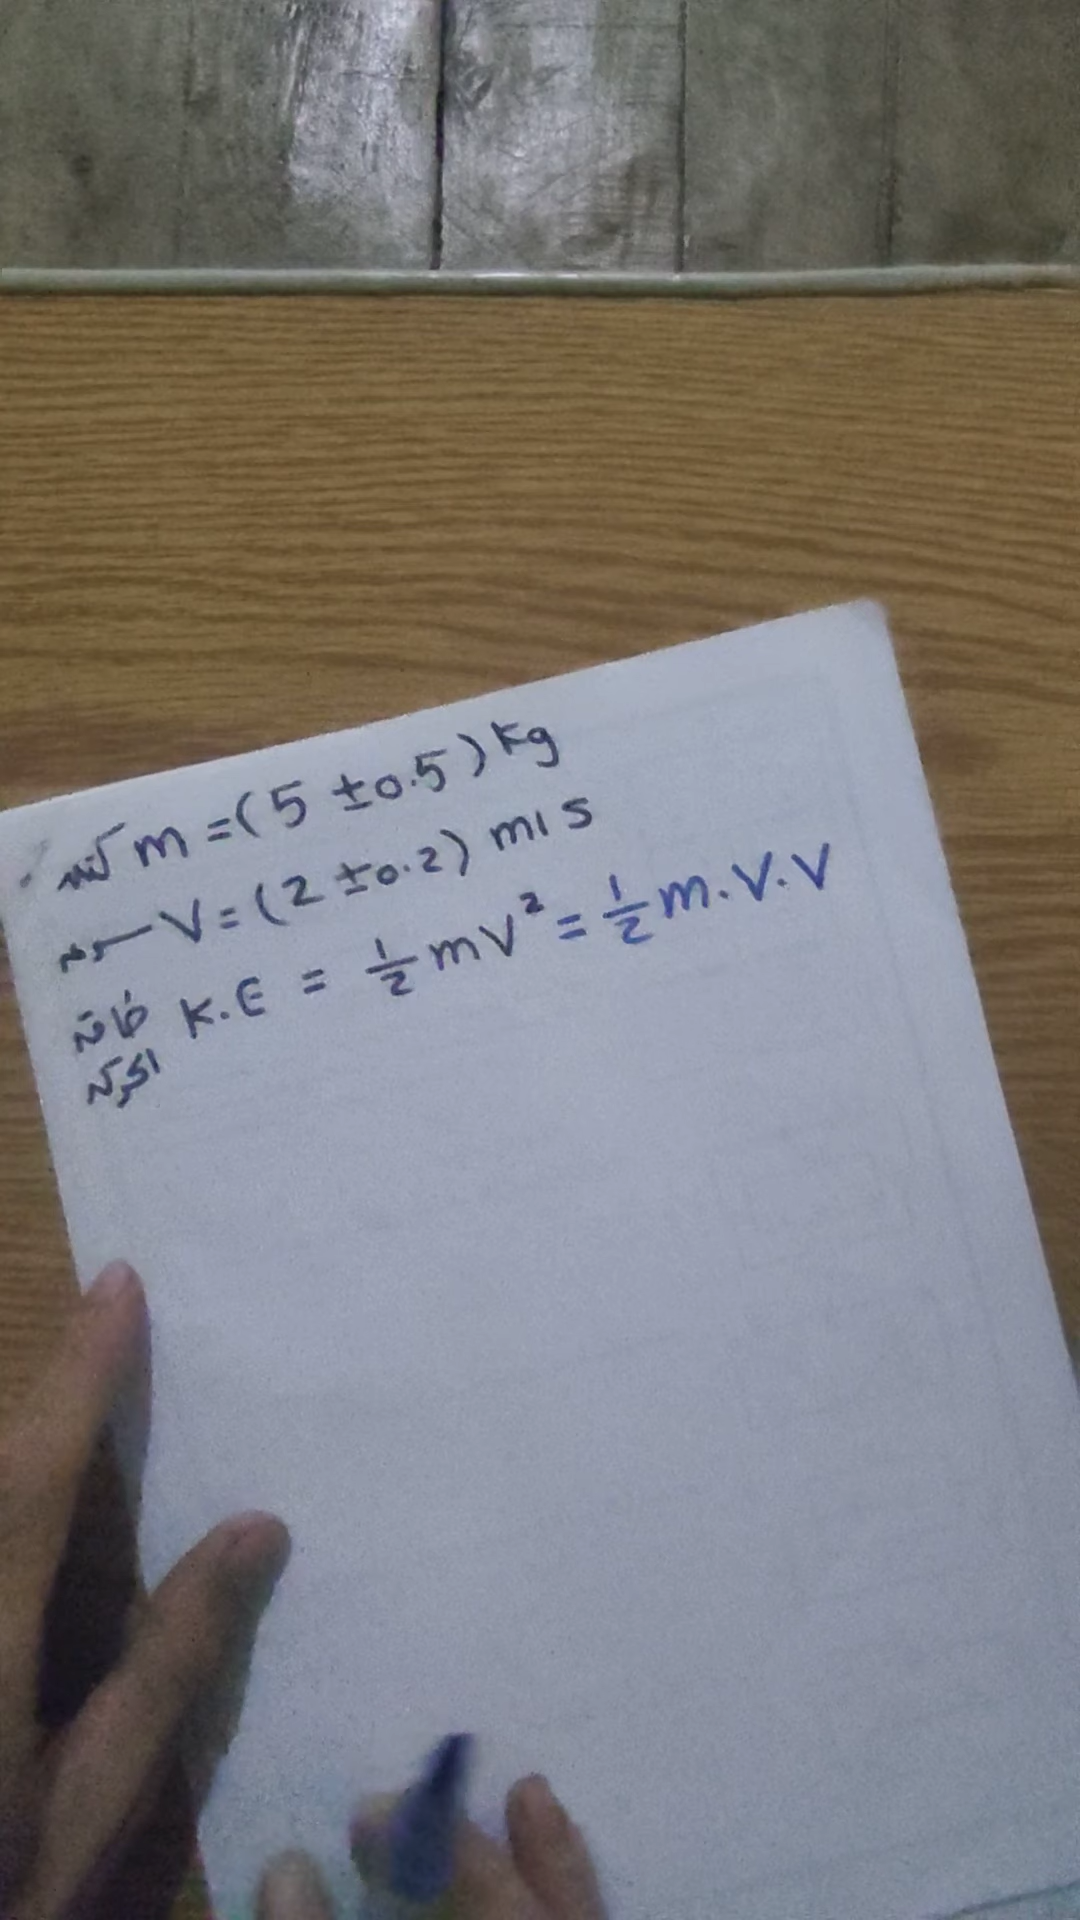 كتلة m = (5 ± 0.5) Kg
سرعة V = (2 ± 0.2) m/s
طاقة K.E = 1/2 mV² = 1/2 m.V.V
الحركة